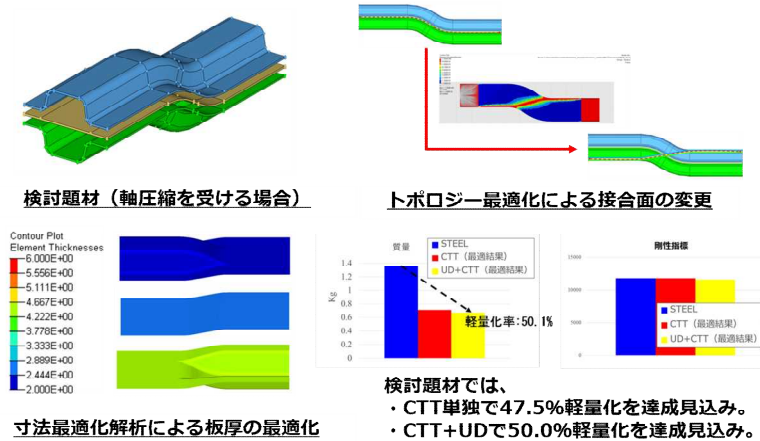 検討題材（軸圧縮を受ける場合）
トポロジー最適化による接合面の変更
Contour Plot
Element Thicknesses
6.000E+00
5.556E+00
5.111E+00
4.667E+00
4.222E+00
3.778E+00
3.333E+00
2.889E+00
2.444E+00
2.000E+00
寸法最適化解析による板厚の最適化
質量
STEEL
CTT（最適結果）
UD+CTT（最適結果）
Kg
1.4
1.2
1
0.8
0.6
0.4
0.2
0
軽量化率:50.1%
剛性指標
15000
10000
STEEL
CTT（最適結果）
UD+CTT（最適結果）
0
検討題材では、
・CTT単独で47.5%軽量化を達成見込み。
・CTT+UDで50.0%軽量化を達成見込み。